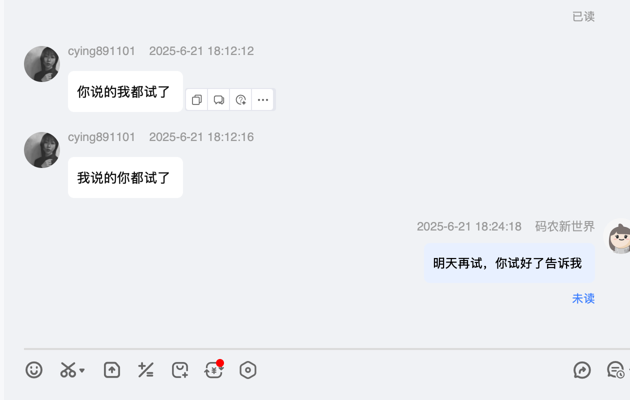 已读
cying891101 2025-6-21 18:12:12
你说的我都试了
cying891101 2025-6-21 18:12:16
我说的你都试了
2025-6-21 18:24:18 码农新世界
明天再试，你试好了告诉我
未读